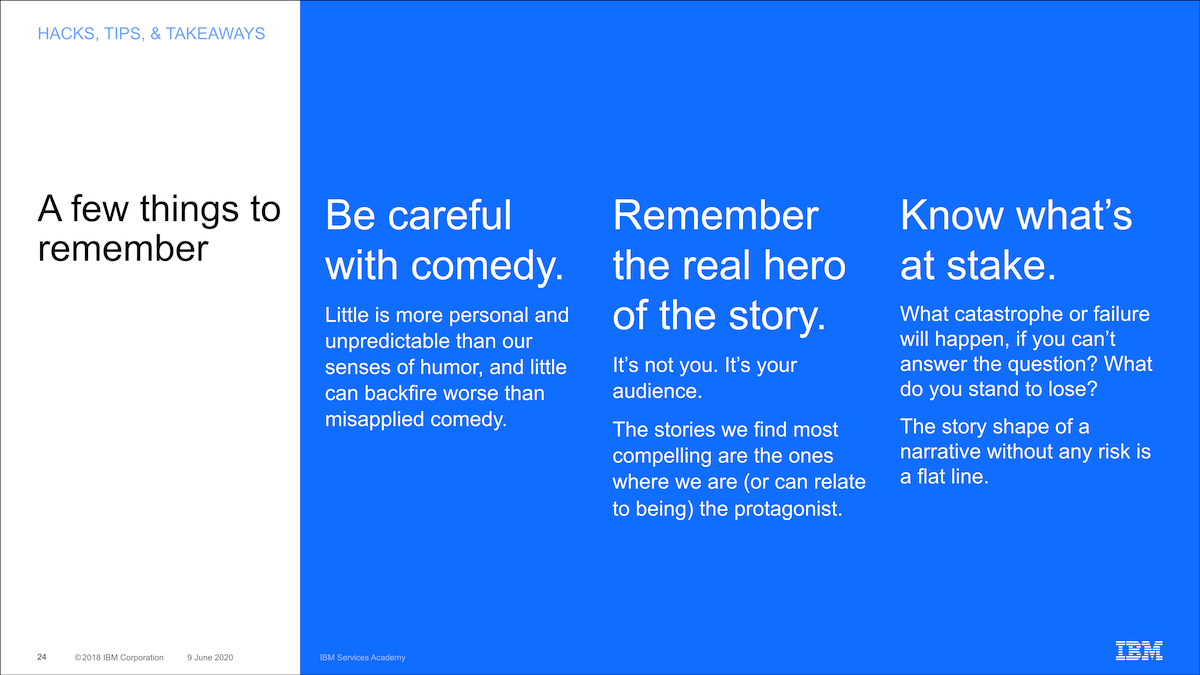 HACKS, TIPS, & TAKEAWAYS
A few things to
remember
Be careful
with comedy.
Little is more personal and
unpredictable than our
senses of humor, and little
can backfire worse than
misapplied comedy.
Remember
the real hero
of the story.
It’s not you. It’s your
audience.
The stories we find most
compelling are the ones
where we are (or can relate
to being) the protagonist.
Know what’s
at stake.
What catastrophe or failure
will happen, if you can’t
answer the question? What
do you stand to lose?
The story shape of a
narrative without any risk is
a flat line.
24 ©2018 IBM Corporation 9 June 2020 IBM Services Academy
IBM